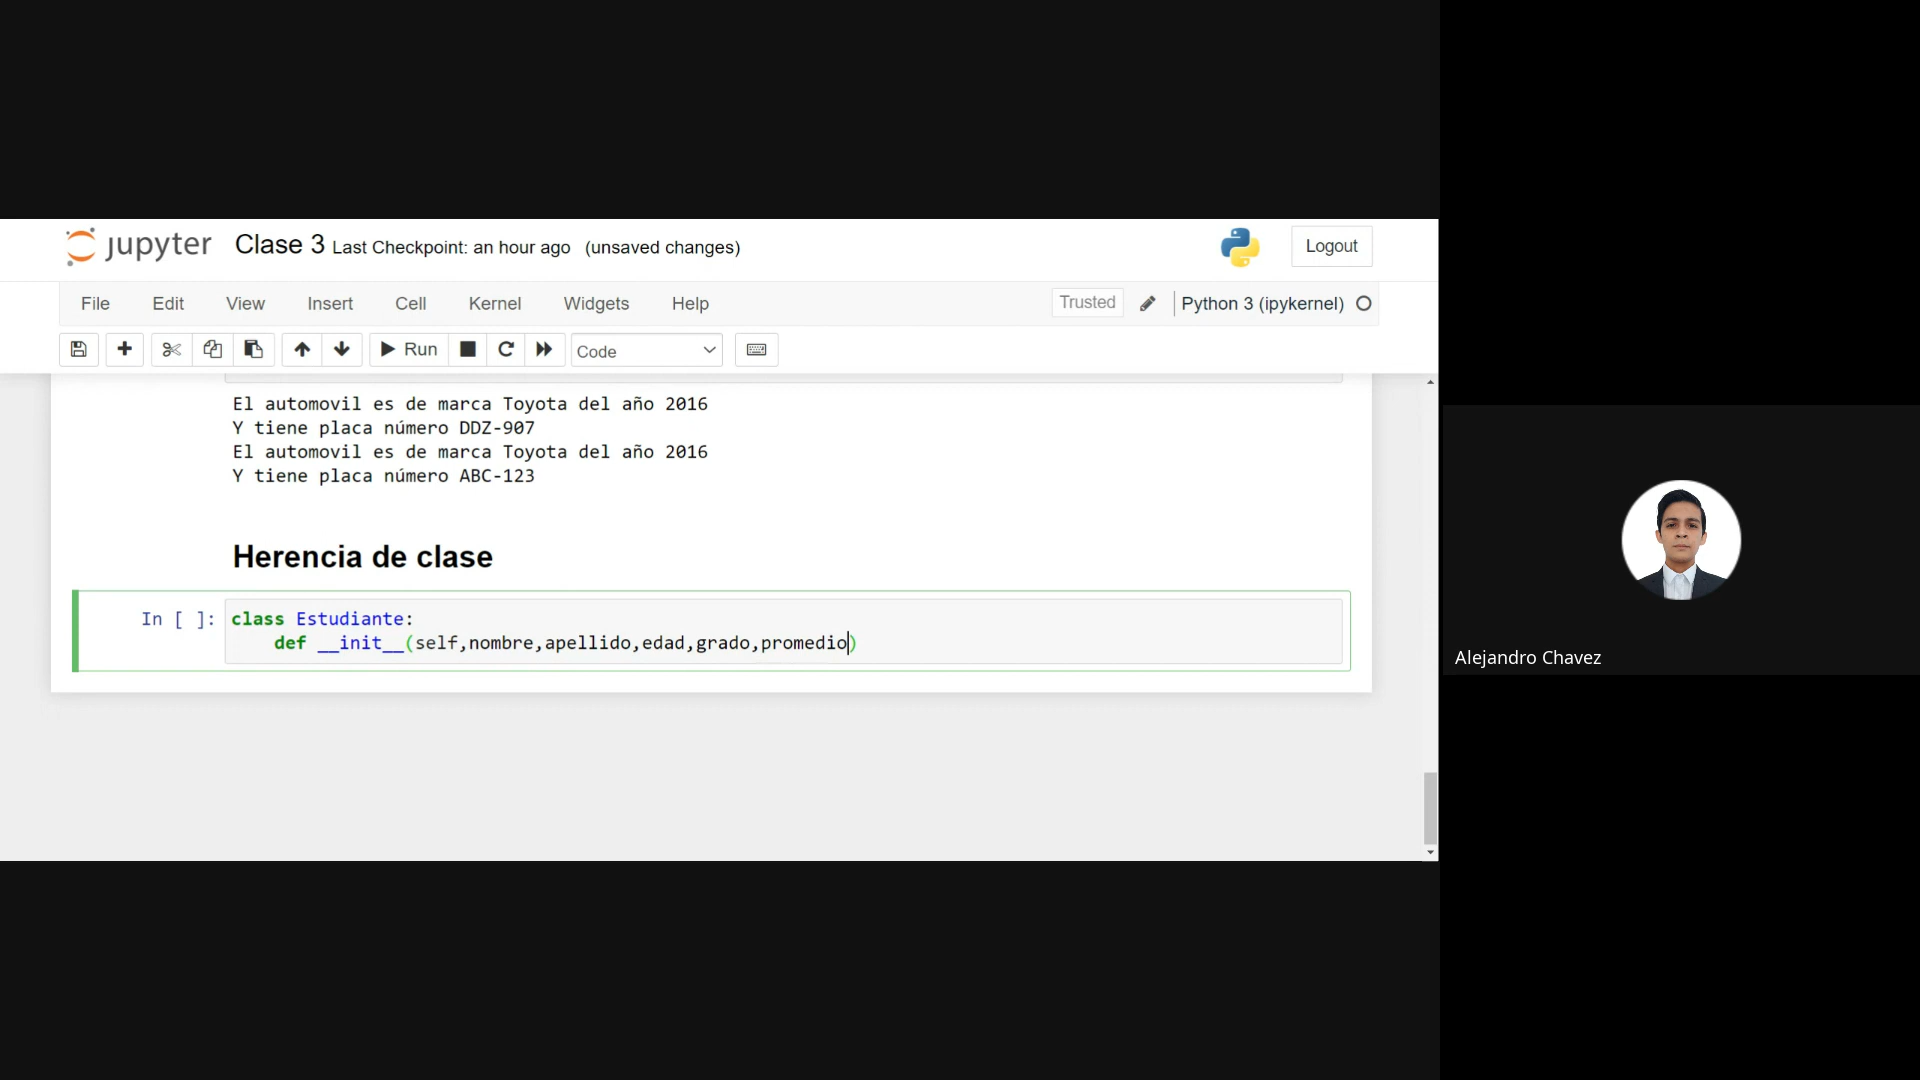 jupyter Clase 3 Last Checkpoint: an hour ago (unsaved changes) Logout
File Edit View Insert Cell Kernel Widgets Help Trusted Python 3 (ipykernel)
Run Code
El automovil es de marca Toyota del año 2016
Y tiene placa número DDZ-907
El automovil es de marca Toyota del año 2016
Y tiene placa número ABC-123
Herencia de clase
In [ ]: class Estudiante:
def __init__(self,nombre,apellido,edad,grado,promedio)
Alejandro Chavez